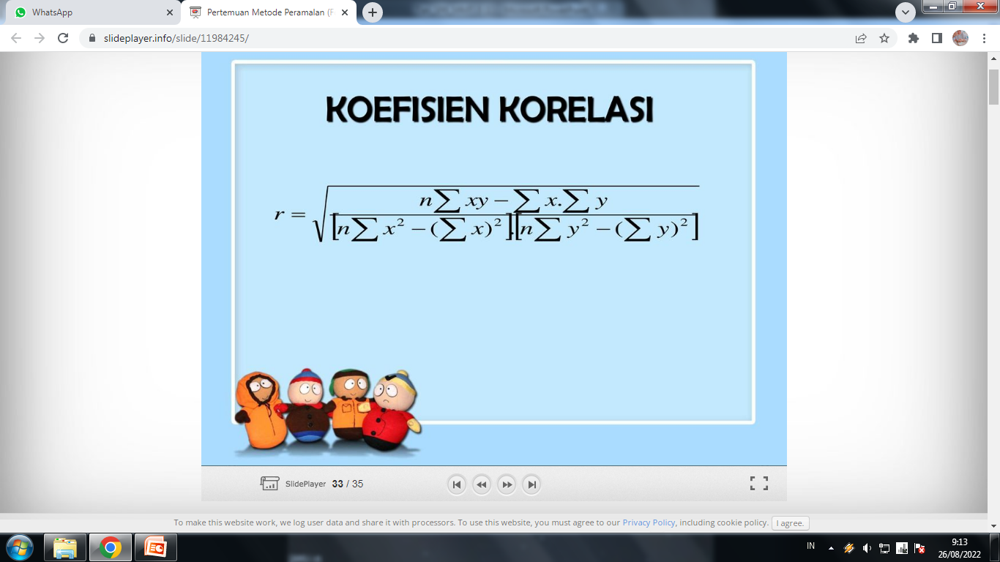 WhatsApp
Pertemuan Metode Peramalan (F
slideplayer.info/slide/11984245/
KOEFISIEN KORELASI
r = √ n∑xy − ∑x.∑y / [n∑x² − (∑x)²].[n∑y² − (∑y)²]
SlidePlayer 33 / 35
To make this website work, we log user data and share it with processors. To use this website, you must agree to our Privacy Policy, including cookie policy. I agree.
IN
9:13
26/08/2022